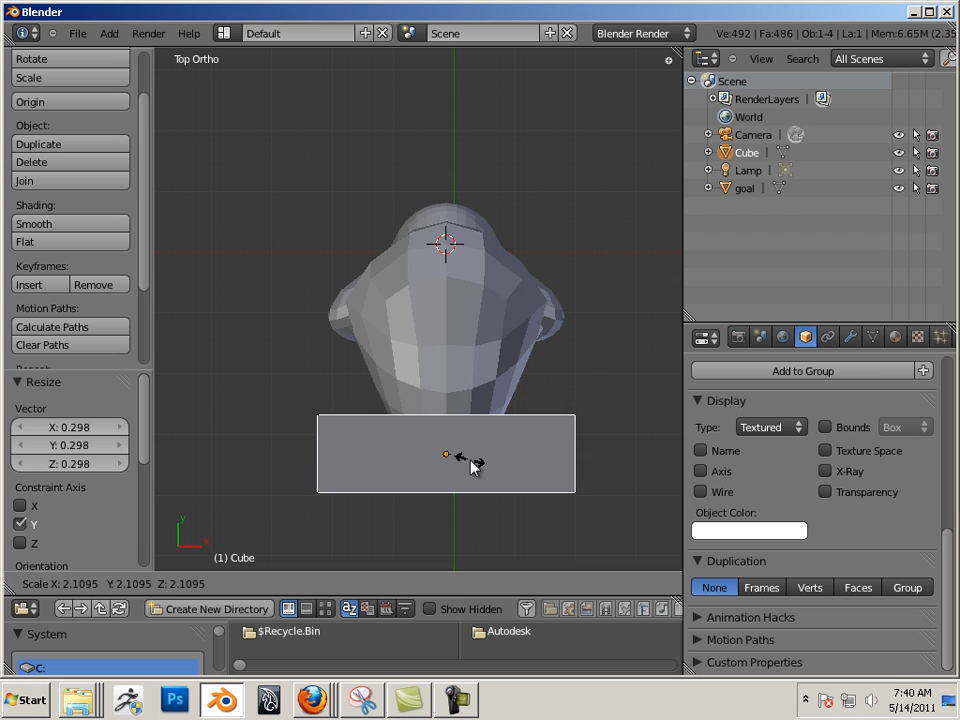 Blender
File Add Render Help Default Scene Blender Render Ve:492 | Fa:486 | Ob:1-4 | La:1 | Mem:6.65M (2.35
Rotate
Scale
Origin
Object:
Duplicate
Delete
Join
Shading:
Smooth
Flat
Keyframes:
Insert Remove
Motion Paths:
Calculate Paths
Clear Paths
Resize
Vector
X: 0.298
Y: 0.298
Z: 0.298
Constraint Axis
X
Y
Z
Orientation
Top Ortho
y
x
(1) Cube
Scale X: 2.1095 Y: 2.1095 Z: 2.1095
View Search All Scenes
Scene
RenderLayers |
World
Camera |
Cube |
Lamp |
goal |
Add to Group
Display
Type: Textured Bounds Box
Name Texture Space
Axis X-Ray
Wire Transparency
Object Color:
Duplication
None Frames Verts Faces Group
Animation Hacks
Motion Paths
Custom Properties
Create New Directory az Show Hidden
System
C:
$Recycle.Bin Autodesk
Start Ps 7:40 AM
5/14/2011